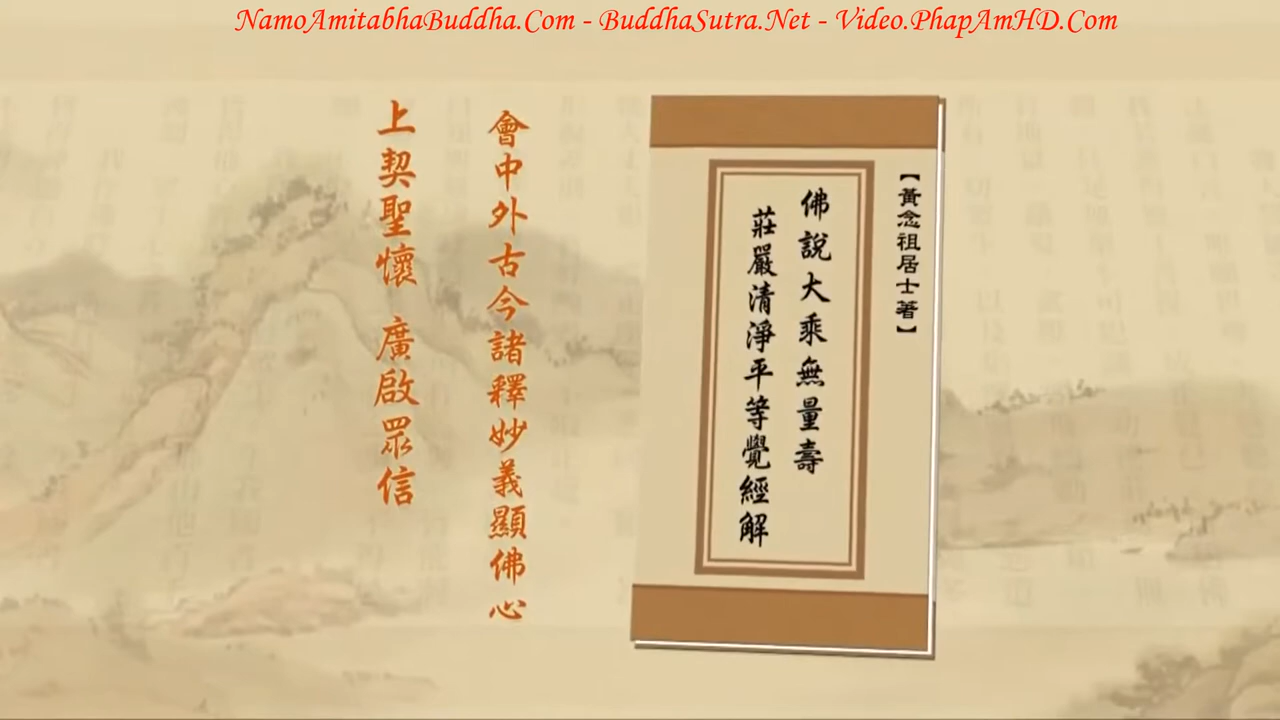 NamoAmitabhaBuddha.Com - BuddhaSutra.Net - Video.PhapAmHD.Com
【黃念祖居士著】
佛說大乘無量壽
莊嚴清淨平等覺經解
會中外古今諸釋妙義顯佛心
上契聖懷 廣啟眾信